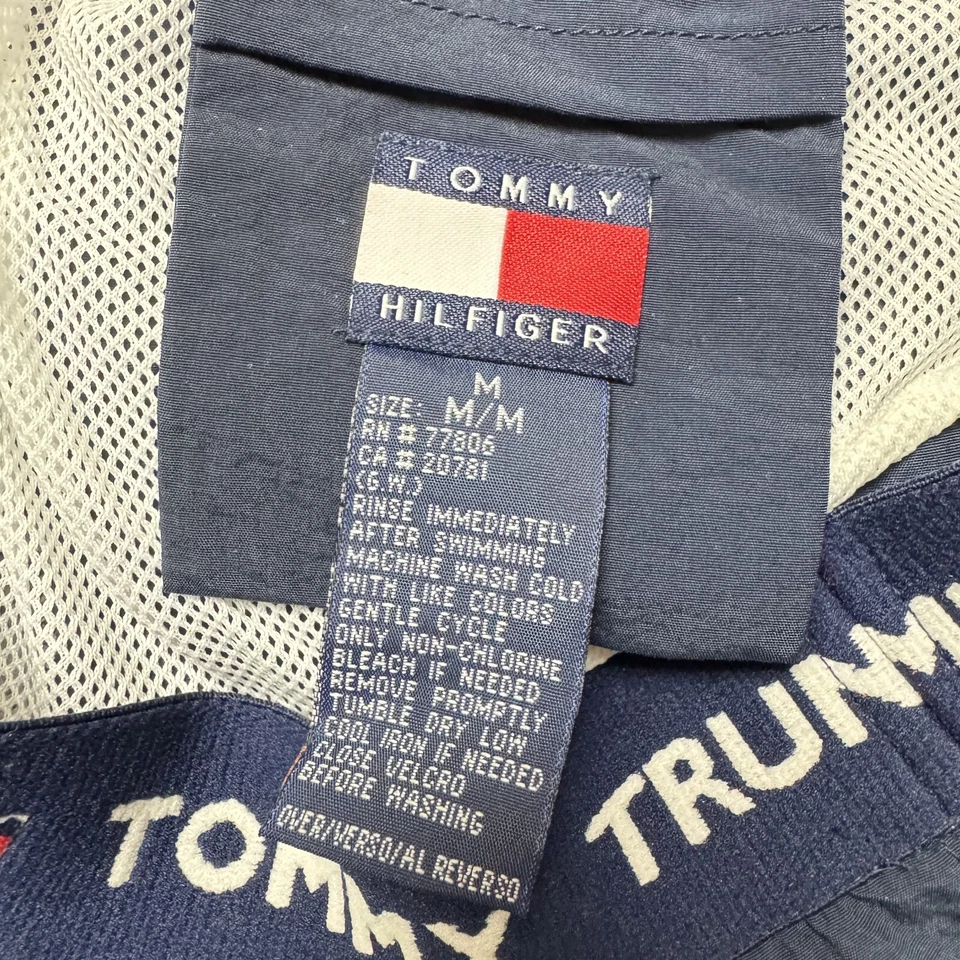 TOMMY
HILFIGER
M
SIZE: M/M
RN # 77806
CA # 20781
(G.W.)
RINSE IMMEDIATELY
AFTER SWIMMING
MACHINE WASH COLD
WITH LIKE COLORS
GENTLE CYCLE
ONLY NON-CHLORINE
BLEACH IF NEEDED
REMOVE PROMPTLY
TUMBLE DRY LOW
COOL IRON IF NEEDED
CLOSE VELCRO
BEFORE WASHING
OVER/VERSO/AL REVERSO
TOMMY